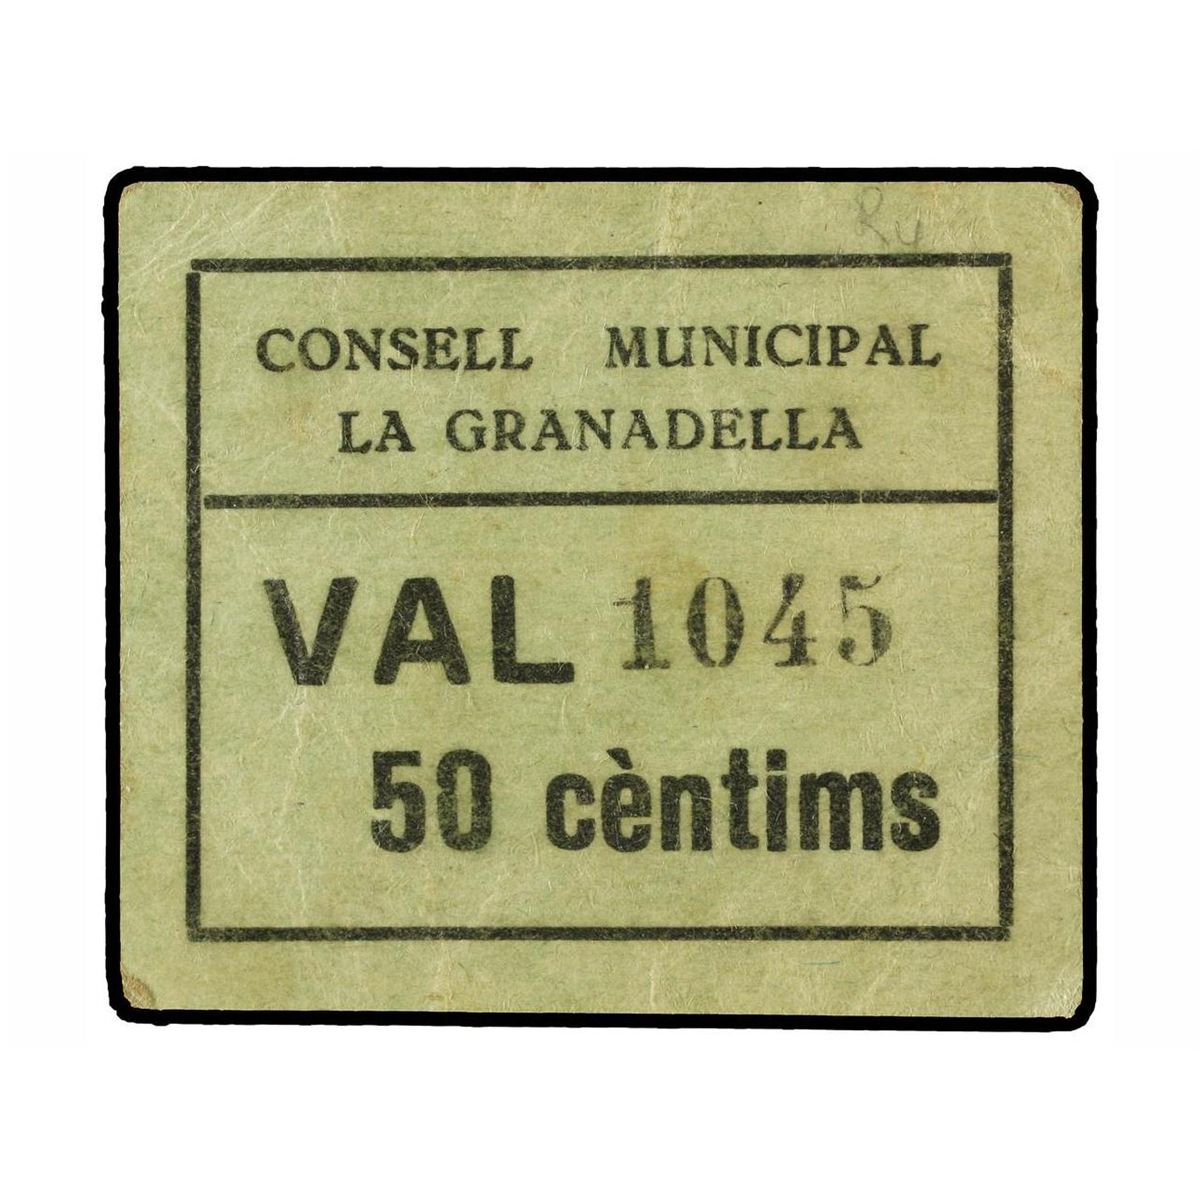 CONSELL MUNICIPAL
LA GRANADELLA
VAL 1045
50 cèntims